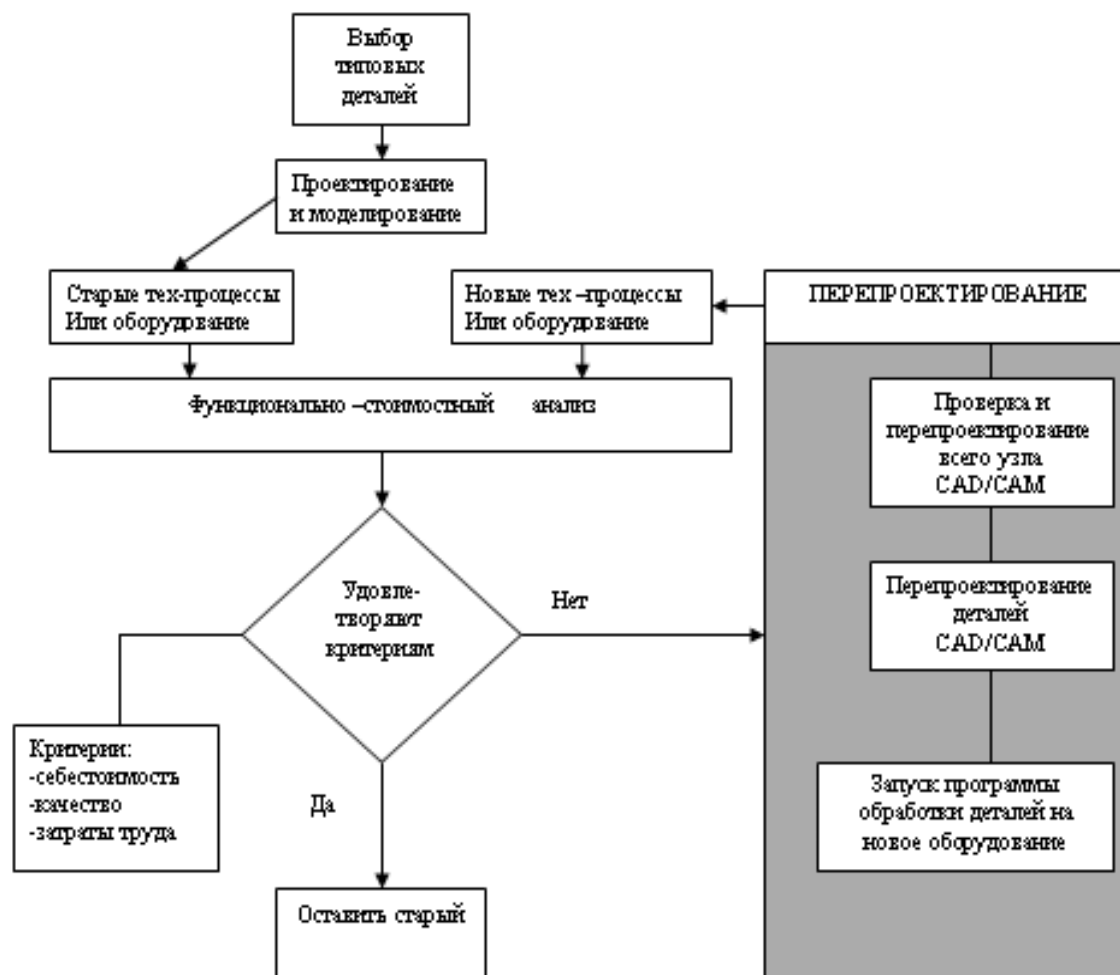 Выбор
типовых
деталей
Проектирование
и моделирование
Старые тех-процессы
Или оборудование
Новые тех –процессы
Или оборудование
ПЕРЕПРОЕКТИРОВАНИЕ
Функционально –стоимостный анализ
Проверка и
перепроектирование
всего узла
CAD/CAM
Удовле-
творяют
критериям
Нет
Перепроектирование
деталей
CAD/CAM
Критерии:
-себестоимость
-качество
-затраты труда
Да
Запуск программы
обработки деталей на
новое оборудование
Оставить старый